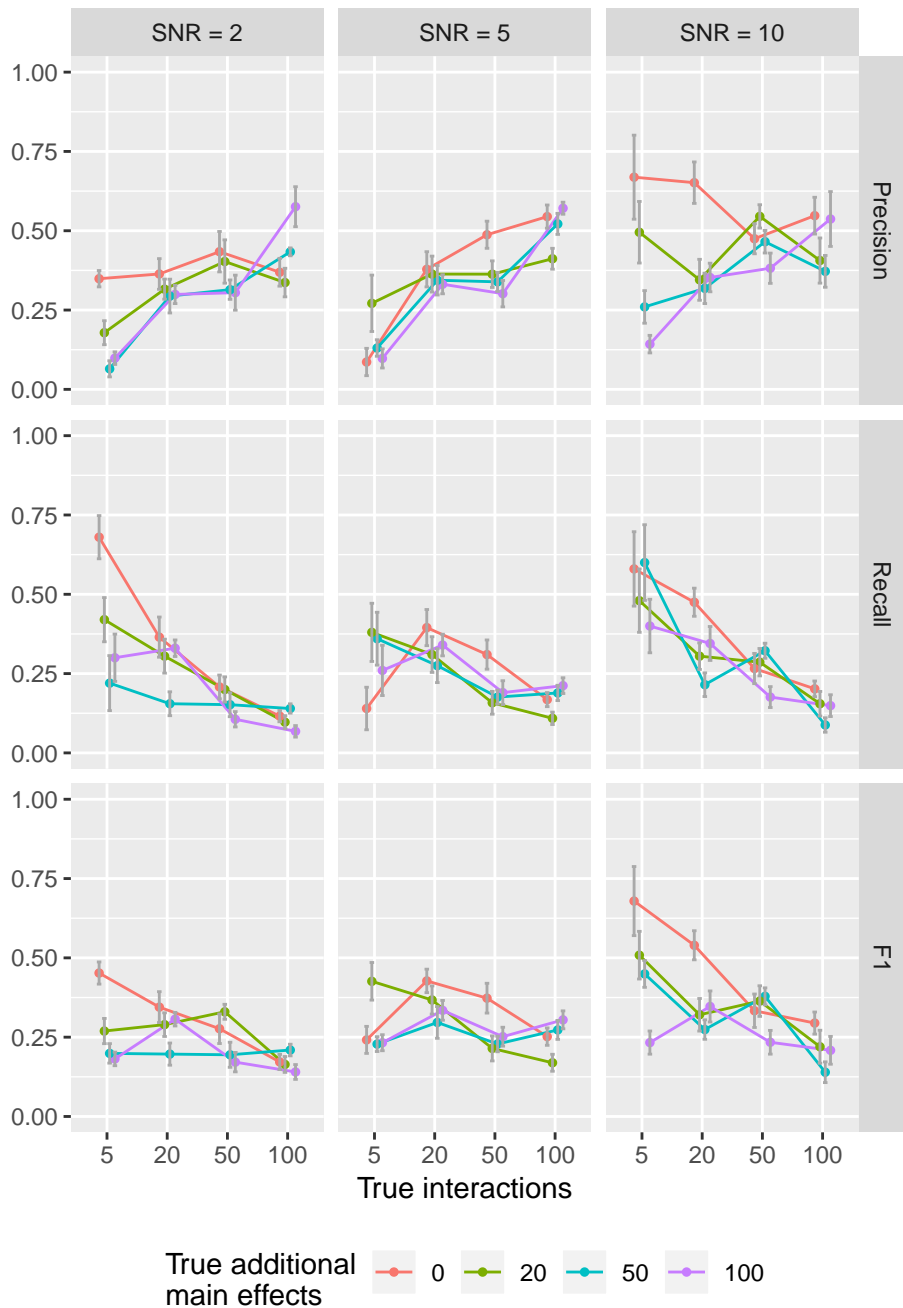 SNR = 2
SNR = 5
SNR = 10
1.00
0.75
0.50
0.25
0.00
Precision
1.00
0.75
0.50
0.25
0.00
Recall
1.00
0.75
0.50
0.25
0.00
F1
5 20 50 100
5 20 50 100
5 20 50 100
True interactions
True additional
main effects
0
20
50
100